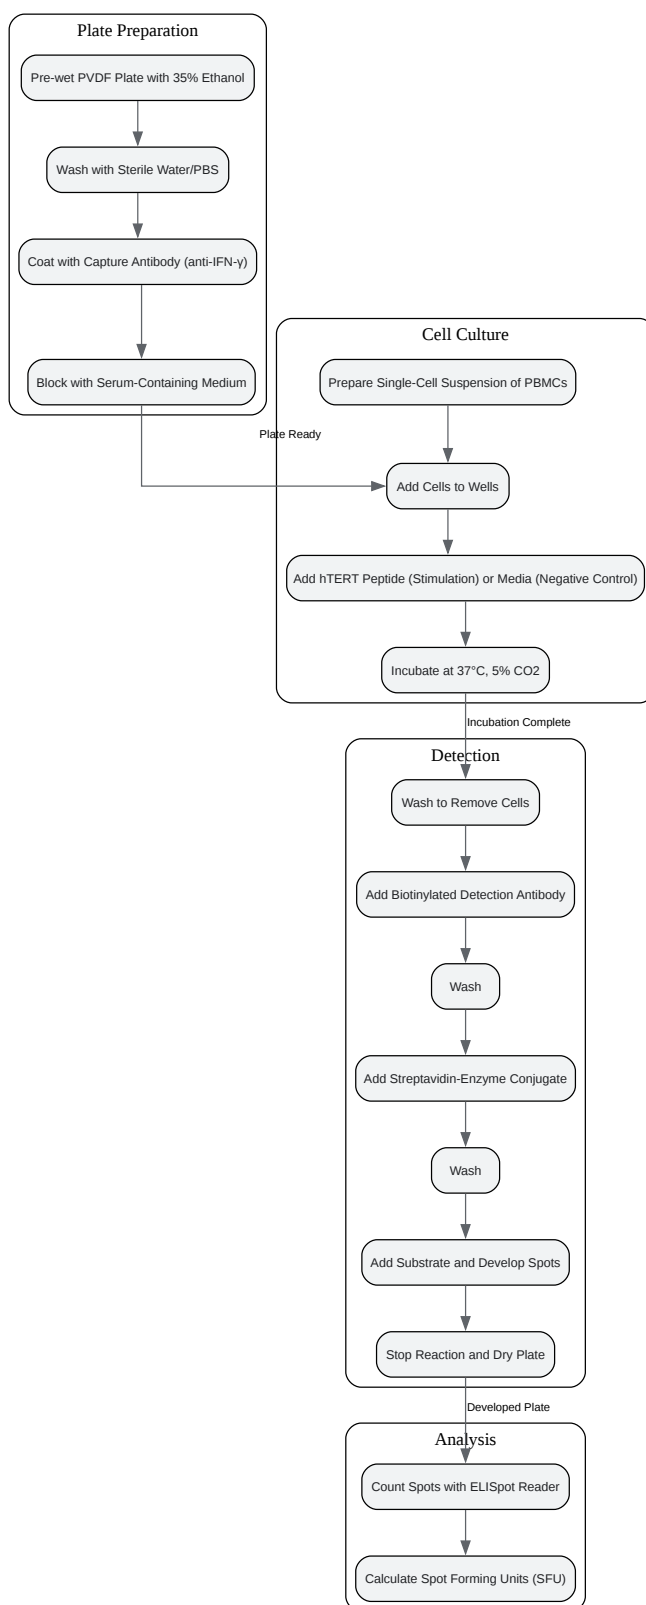 Plate Preparation
Pre-wet PVDF Plate with 35% Ethanol
Wash with Sterile Water/PBS
Coat with Capture Antibody (anti-IFN-γ)
Block with Serum-Containing Medium
Plate Ready
Cell Culture
Prepare Single-Cell Suspension of PBMCs
Add Cells to Wells
Add hTERT Peptide (Stimulation) or Media (Negative Control)
Incubate at 37°C, 5% CO2
Incubation Complete
Detection
Wash to Remove Cells
Add Biotinylated Detection Antibody
Wash
Add Streptavidin-Enzyme Conjugate
Wash
Add Substrate and Develop Spots
Stop Reaction and Dry Plate
Developed Plate
Analysis
Count Spots with ELISpot Reader
Calculate Spot Forming Units (SFU)